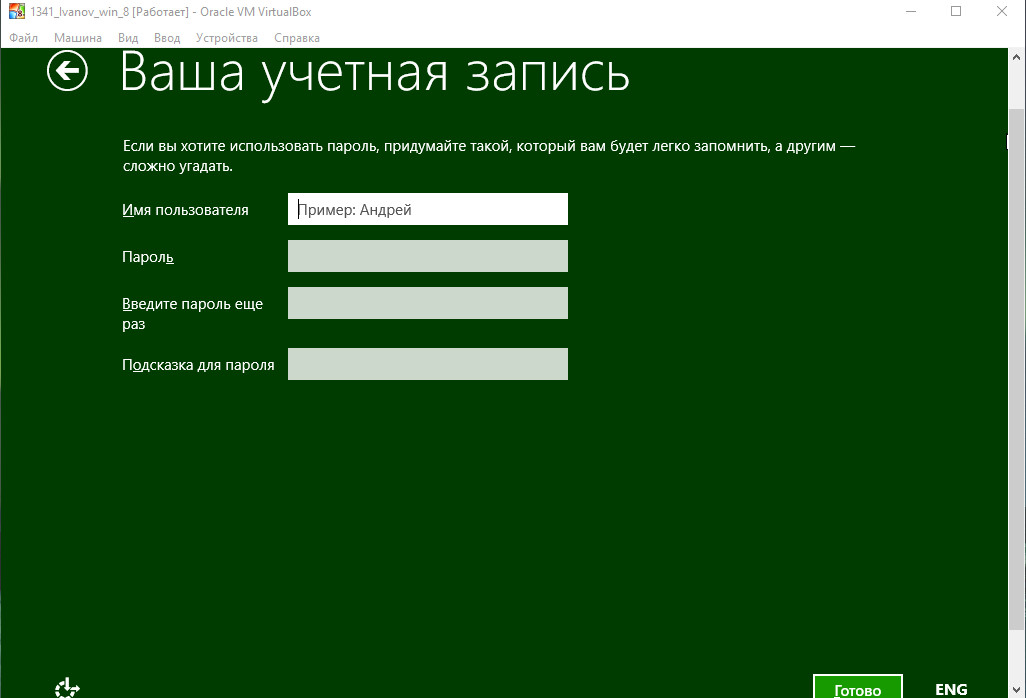 1341_Ivanov_win_8 [Работает] - Oracle VM VirtualBox
Файл Машина Вид Ввод Устройства Справка
Ваша учетная запись
Если вы хотите использовать пароль, придумайте такой, который вам будет легко запомнить, а другим —
сложно угадать.
Имя пользователя Пример: Андрей
Пароль
Введите пароль еще
раз
Подсказка для пароля
Готово ENG